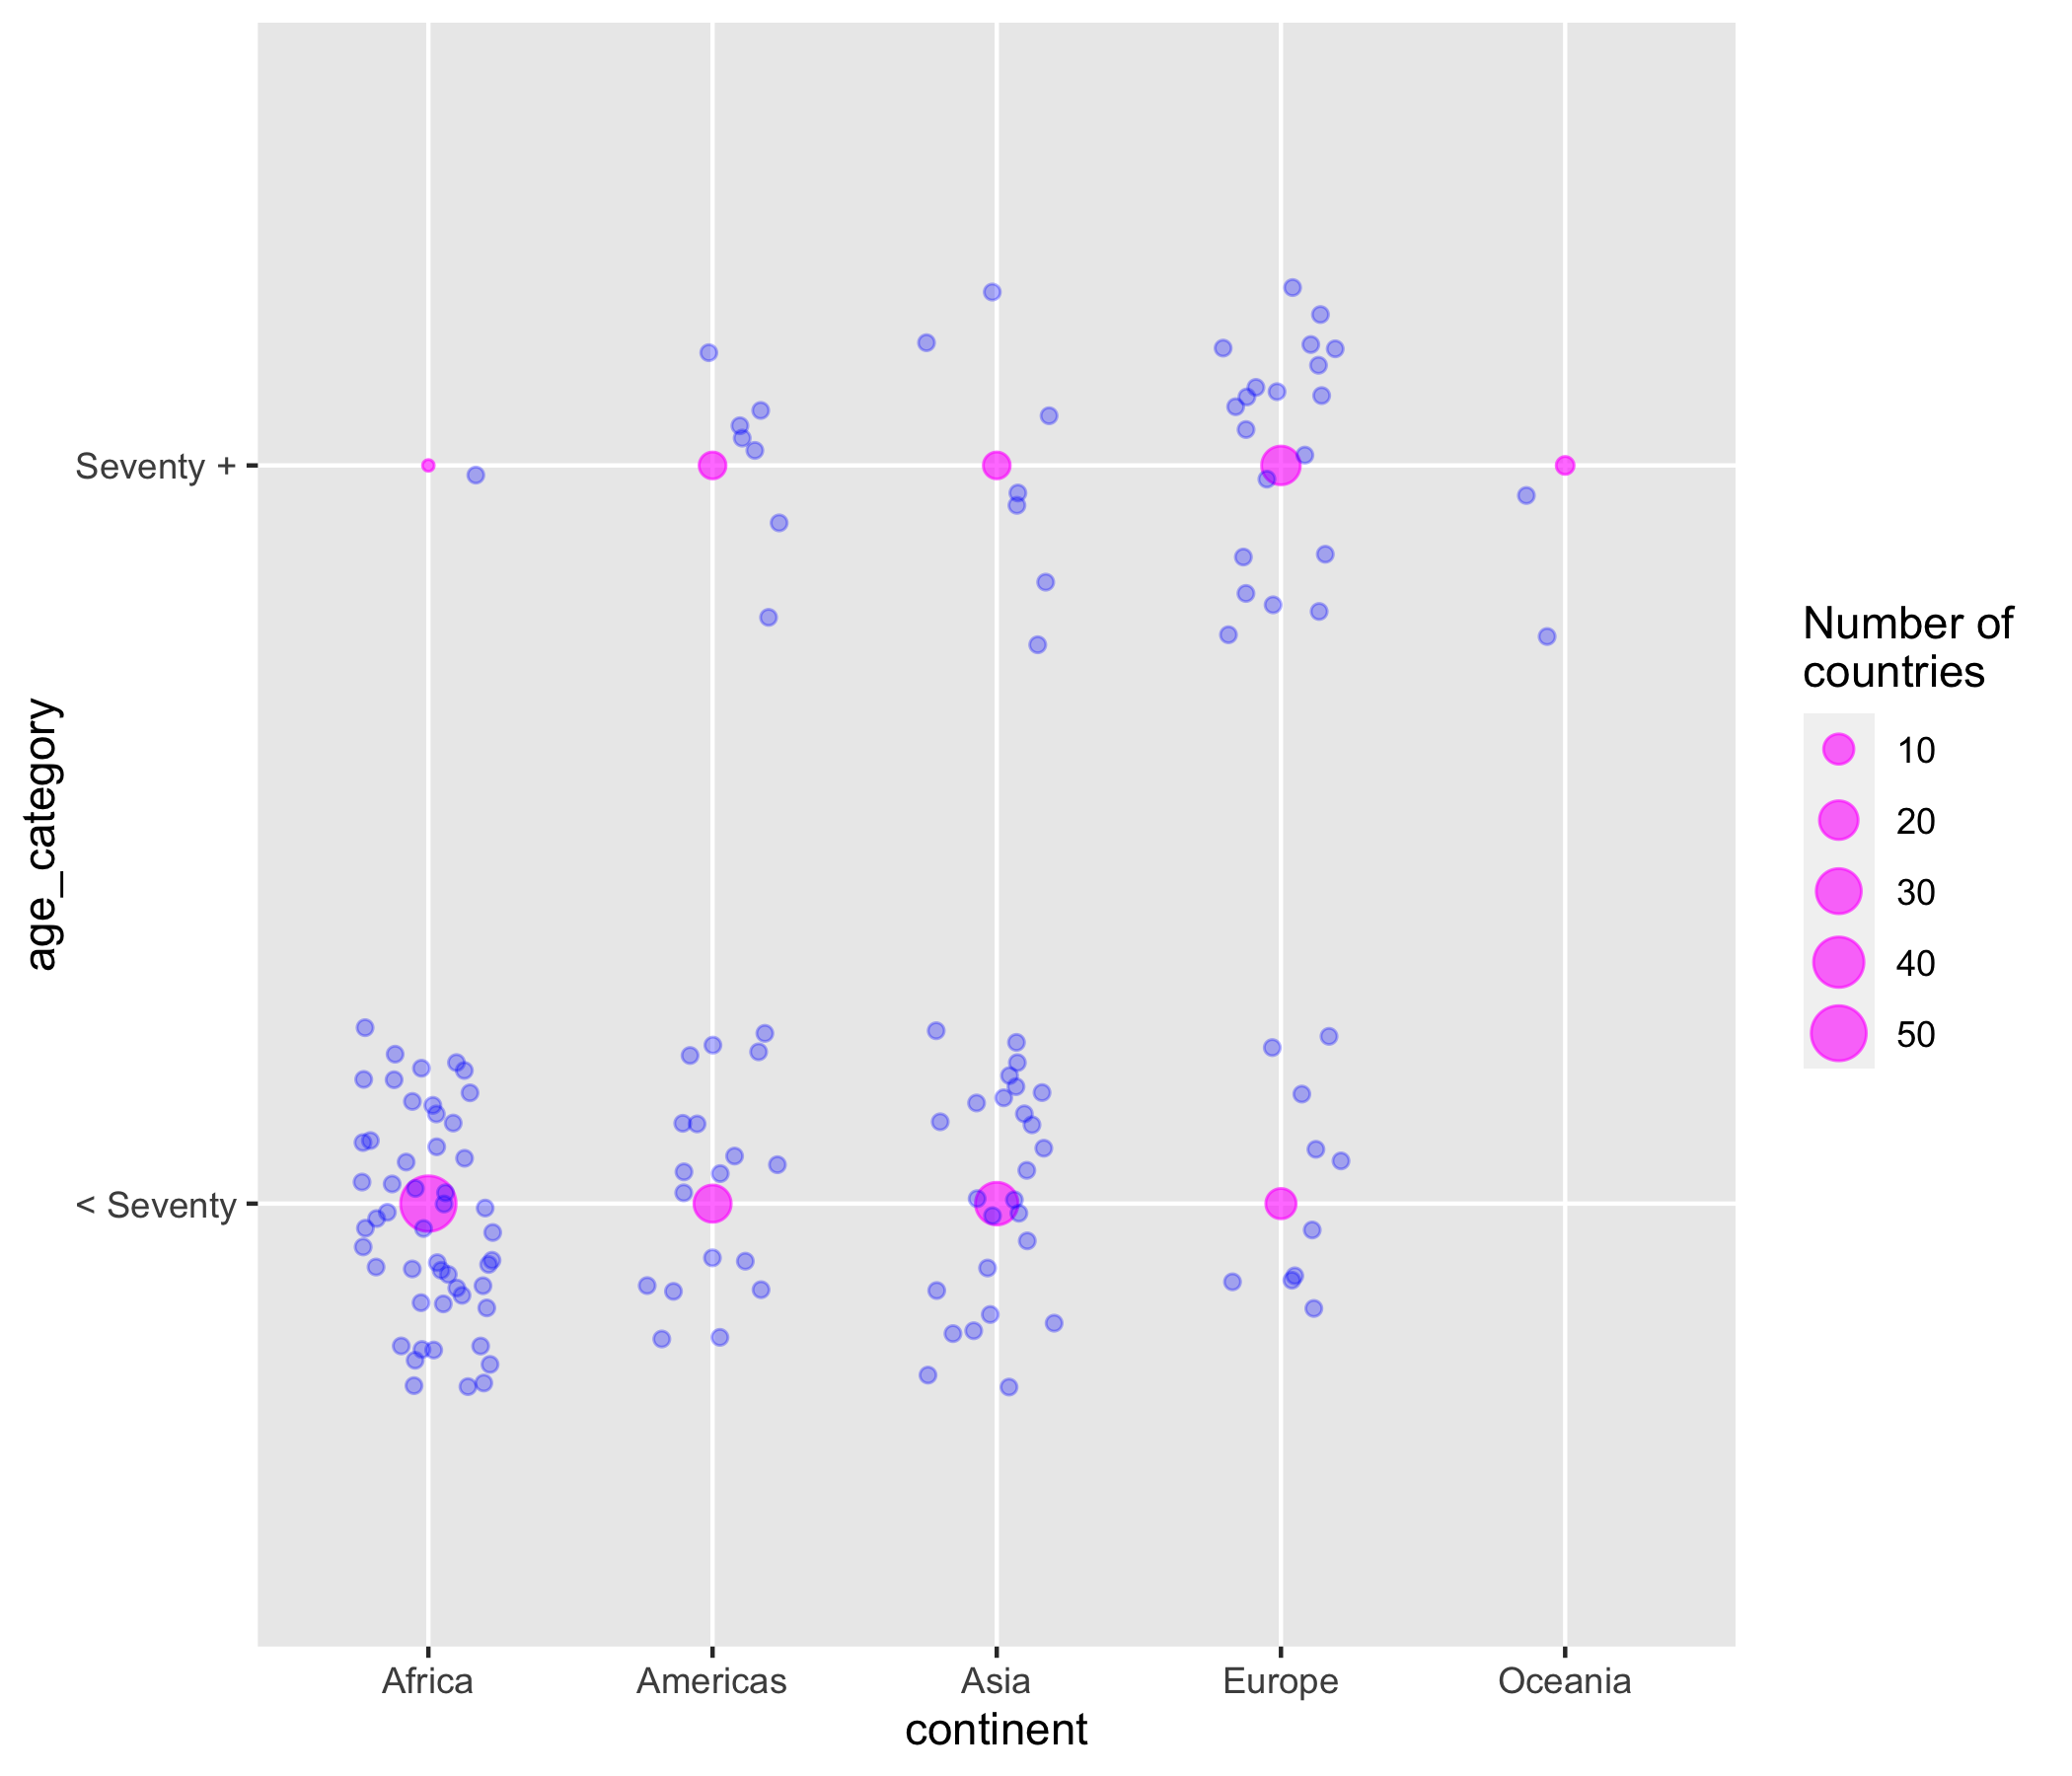 age_category
Seventy +
< Seventy
Africa
Americas
Asia
Europe
Oceania
continent
Number of
countries
10
20
30
40
50